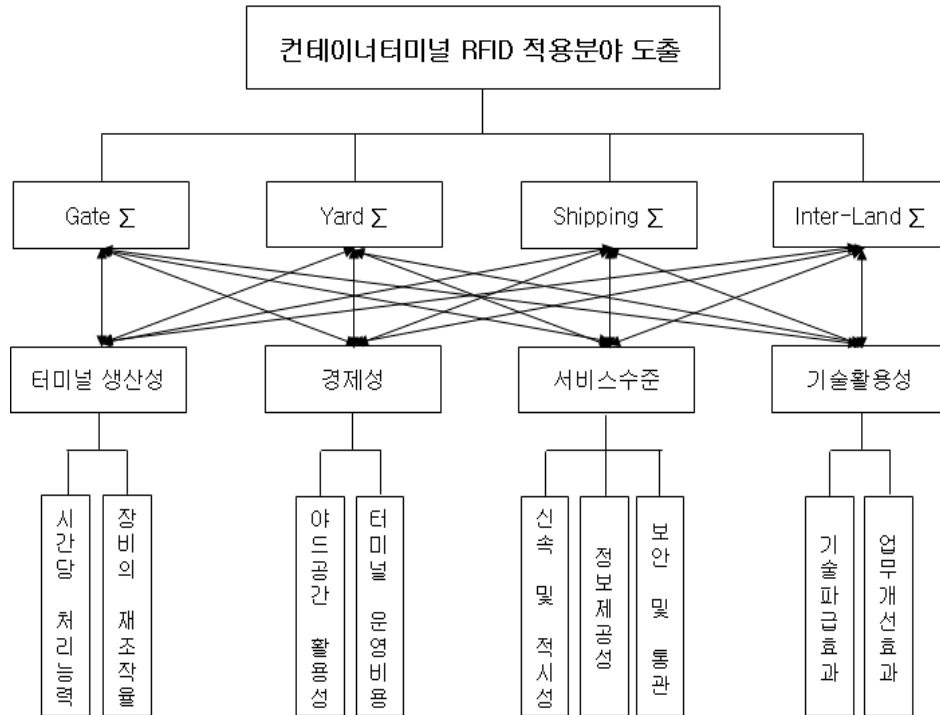 컨테이너터미널 RFID 적용분야 도출
Gate ∑
Yard ∑
Shipping ∑
Inter-Land ∑
터미널 생산성
경제성
서비스수준
기술활용성
시간당 처리능력
장비의 재조작율
야드공간 활용성
터미널 운영비용
신속 및 적시성
정보제공성
보안 및 통관
기술파급효과
업무개선효과